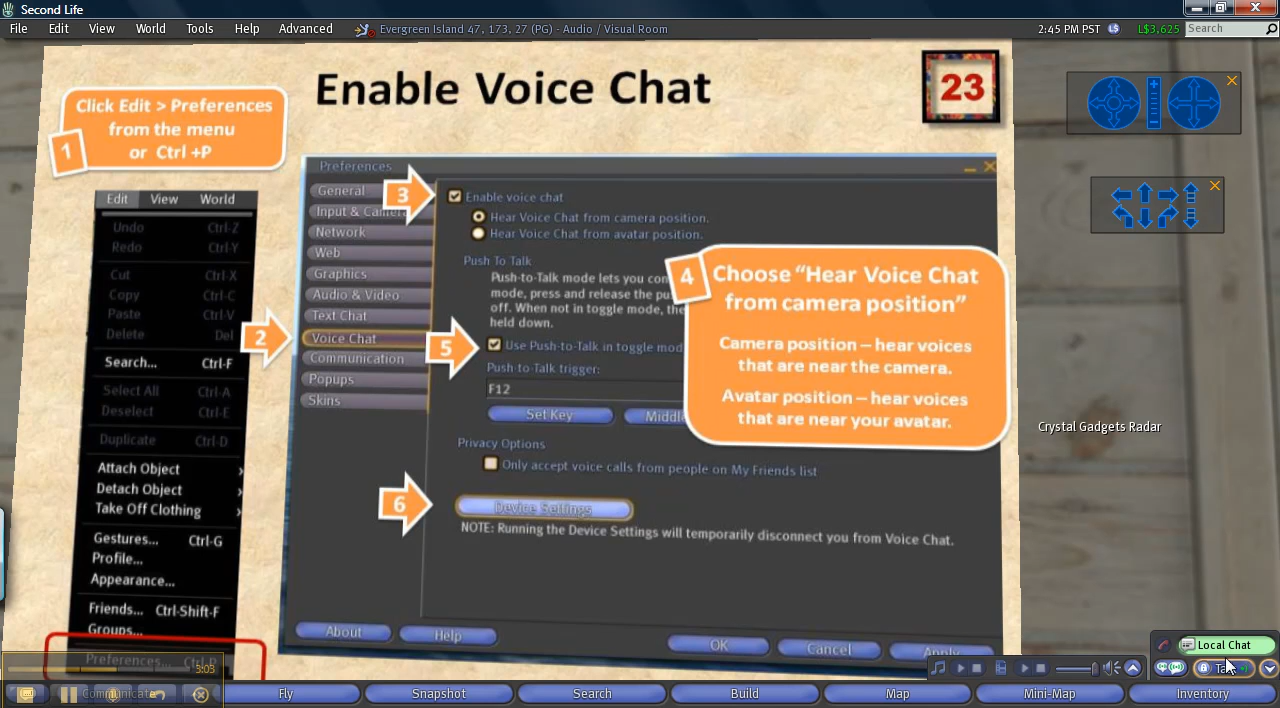 Second Life
File Edit View World Tools Help Advanced Evergreen Island 47, 173, 27 (PG) - Audio / Visual Room 2:45 PM PST L$ L$3,625 Search
Enable Voice Chat
23
Click Edit > Preferences
from the menu
or Ctrl +P
1
Edit View World
Undo Ctrl-Z
Redo Ctrl-Y
Cut Ctrl-X
Copy Ctrl-C
Paste Ctrl-V
Delete Del
Search... Ctrl-F
Select All Ctrl-A
Deselect Ctrl-E
Duplicate Ctrl-D
Attach Object
Detach Object
Take Off Clothing
Gestures... Ctrl-G
Profile...
Appearance...
Friends... Ctrl-Shift-F
Groups...
Preferences... Ctrl-P
Preferences
General
Input & Camera
Network
Web
Graphics
Audio & Video
Text Chat
2
Voice Chat
Communication
Popups
Skins
3
Enable voice chat
Hear Voice Chat from camera position.
Hear Voice Chat from avatar position.
Push To Talk
Push-to-Talk mode lets you con
mode, press and release the pu
off. When not in toggle mode, the
held down.
5
Use Push-to-Talk in toggle mod
Push-to-Talk trigger:
F12
Set Key Middle
4
Choose “Hear Voice Chat
from camera position”
Camera position – hear voices
that are near the camera.
Avatar position – hear voices
that are near your avatar.
Privacy Options
Only accept voice calls from people on My Friends list
6
Device Settings
NOTE: Running the Device Settings will temporarily disconnect you from Voice Chat.
About Help OK Cancel Apply
Crystal Gadgets Radar
Local Chat
3:03
Communicate Fly Snapshot Search Build Map Mini-Map Inventory